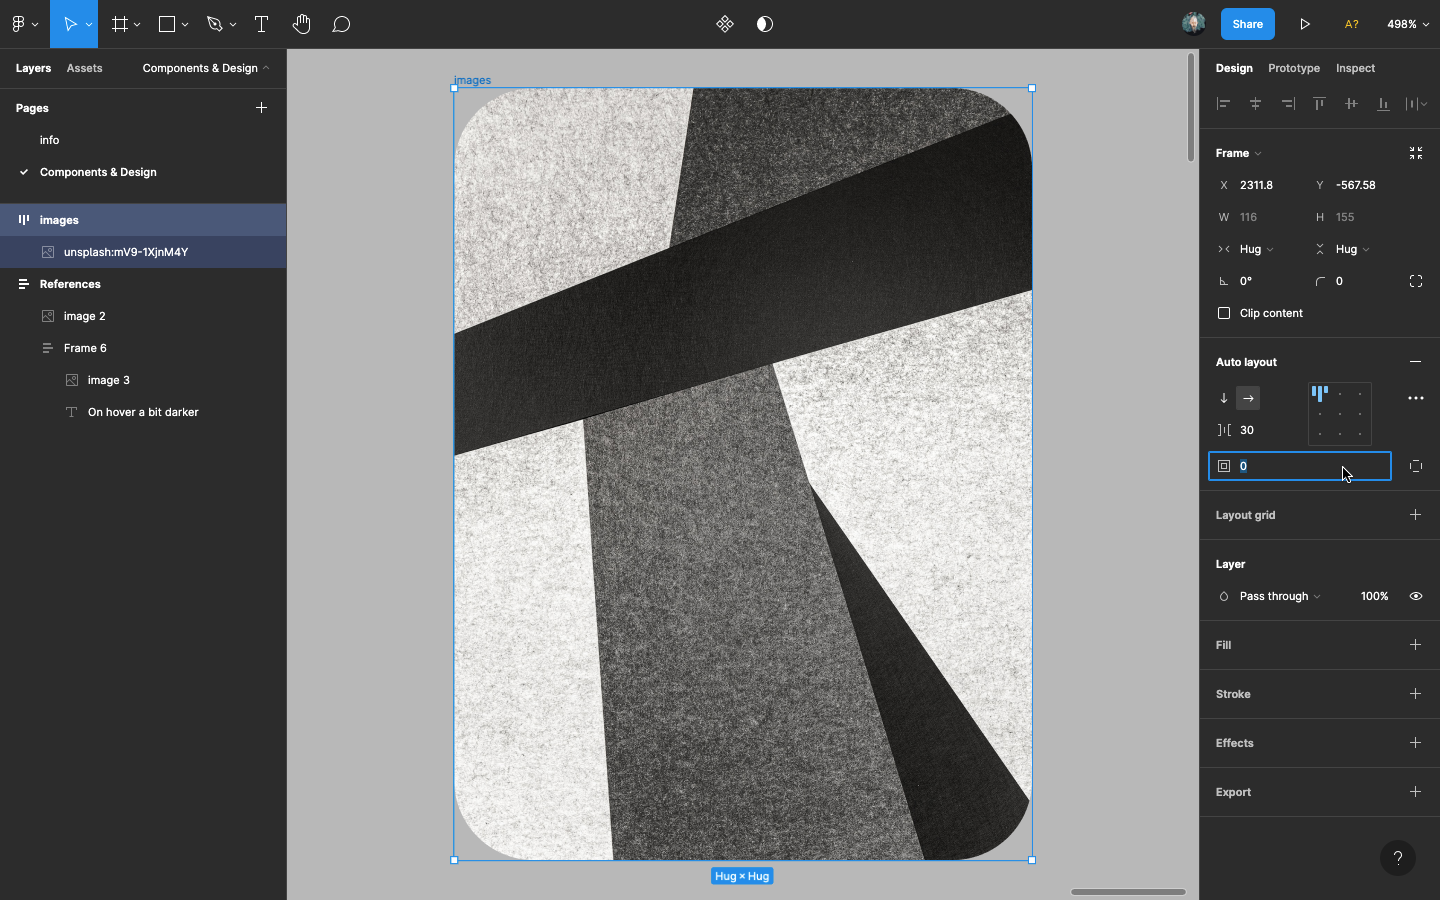 Share
A?
498%
Layers
Assets
Components & Design
Design
Prototype
Inspect
Pages
info
Components & Design
images
unsplash:mV9-1XjnM4Y
References
image 2
Frame 6
image 3
On hover a bit darker
images
Hug × Hug
Frame
X 2311.8
Y -567.58
W 116
H 155
Hug
Hug
0°
0
Clip content
Auto layout
30
0
Layout grid
Layer
Pass through
100%
Fill
Stroke
Effects
Export
?